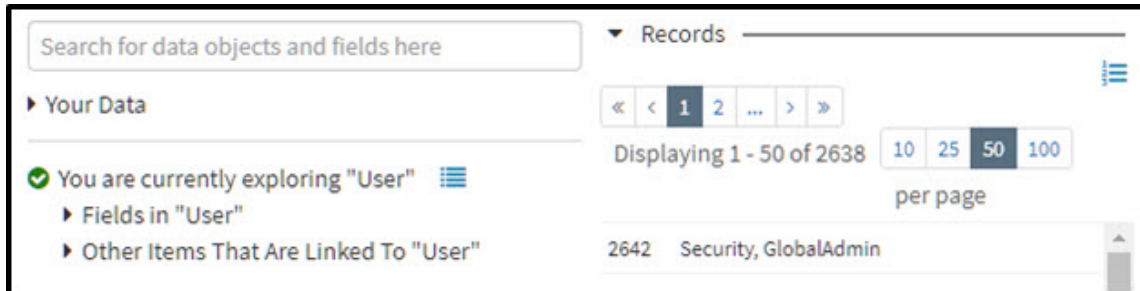 Search for data objects and fields here
Your Data
You are currently exploring "User"
Fields in "User"
Other Items That Are Linked To "User"
Records
« < 1 2 ... > »
Displaying 1 - 50 of 2638 10 25 50 100
per page
2642 Security, GlobalAdmin